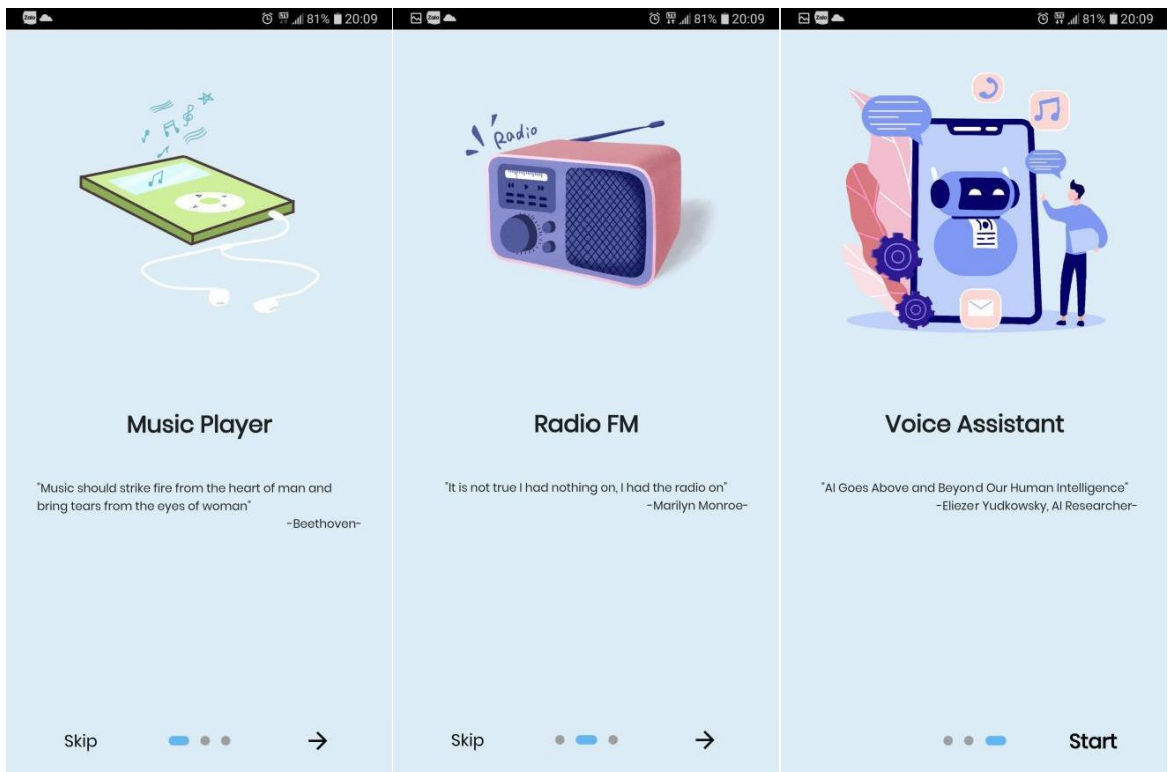 Zalo
81% 20:09
Radio
Music Player
"Music should strike fire from the heart of man and
bring tears from the eyes of woman"
-Beethoven-
Skip
Zalo
81% 20:09
Radio FM
"It is not true I had nothing on, I had the radio on"
-Marilyn Monroe-
Skip
Zalo
81% 20:09
Voice Assistant
"AI Goes Above and Beyond Our Human Intelligence"
-Eliezer Yudkowsky, AI Researcher-
Start